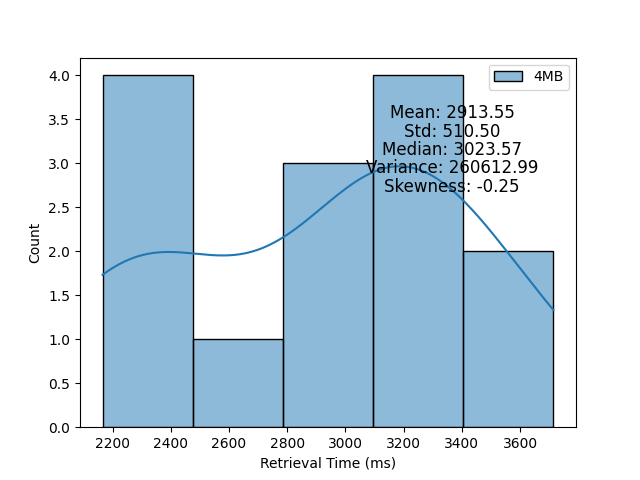 4MB
Mean: 2913.55
Std: 510.50
Median: 3023.57
Variance: 260612.99
Skewness: -0.25
4.0
3.5
3.0
2.5
2.0
1.5
1.0
0.5
0.0
Count
2200 2400 2600 2800 3000 3200 3400 3600
Retrieval Time (ms)